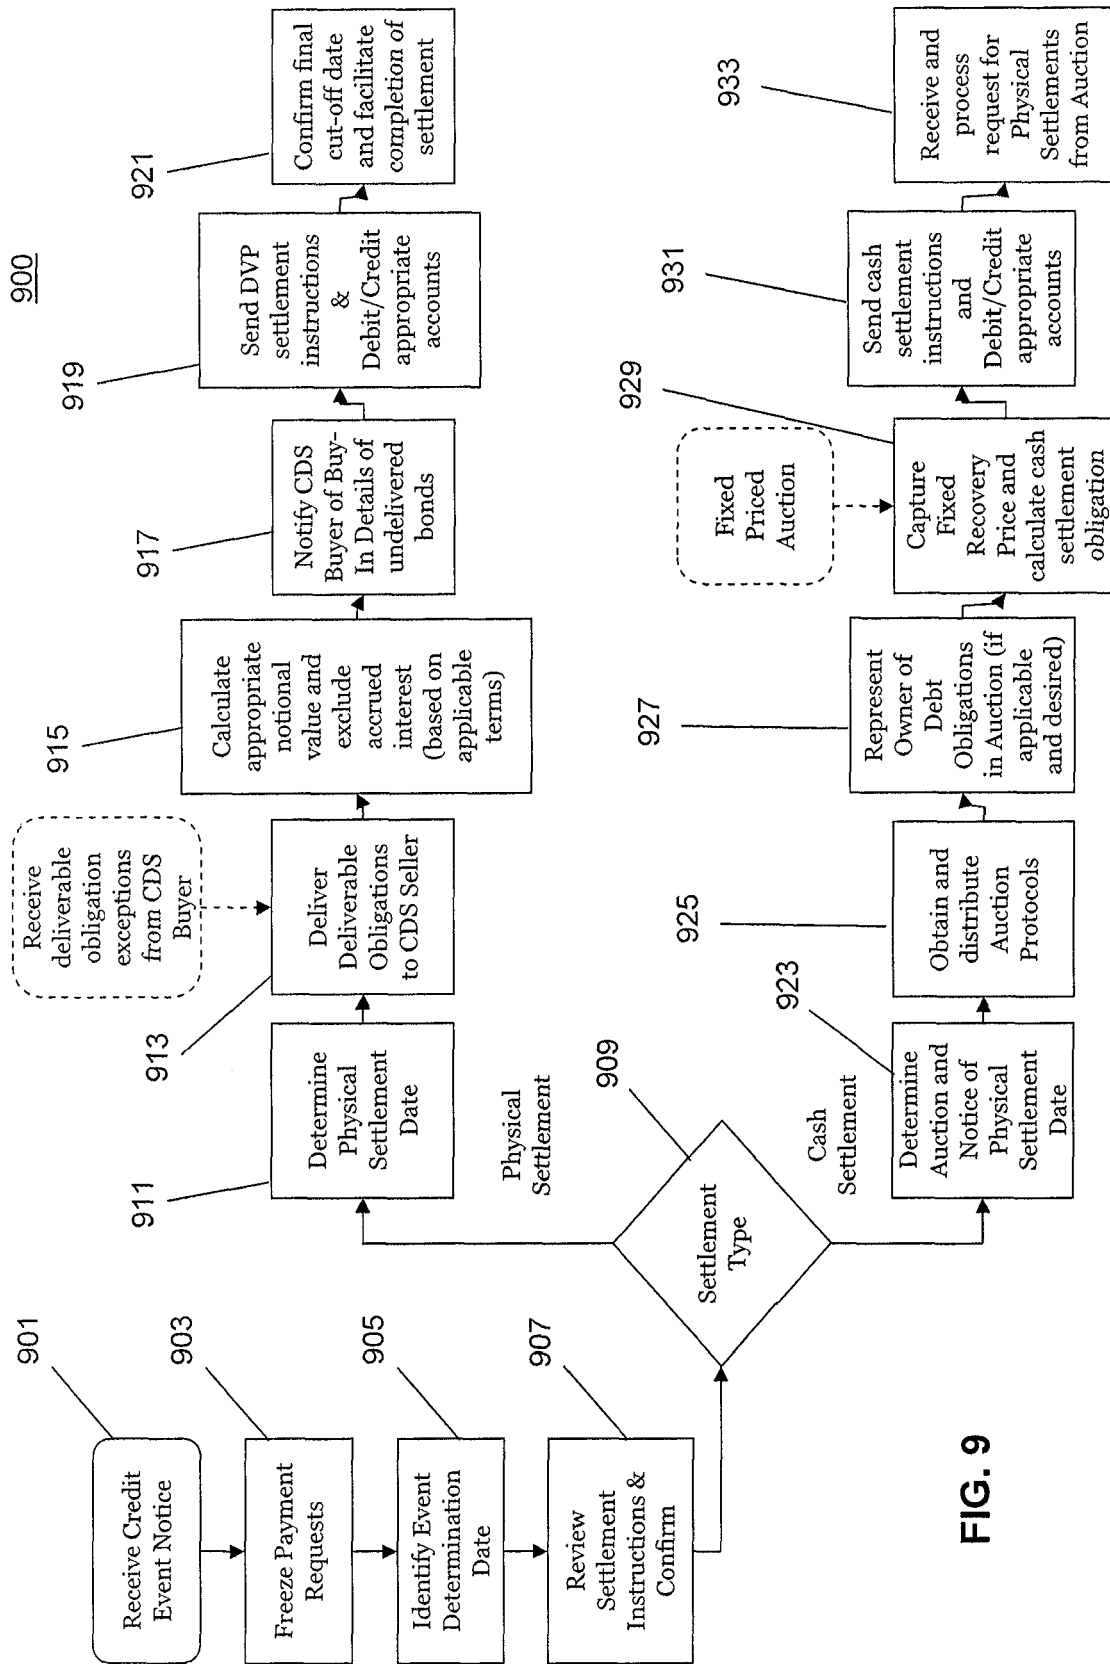 900
901
Receive Credit
Event Notice
903
Freeze Payment
Requests
905
Identify Event
Determination
Date
907
Review
Settlement
Instructions &
Confirm
909
Settlement
Type
Physical
Settlement
911
Determine
Physical
Settlement
Date
Receive
deliverable
obligation
exceptions
from CDS
Buyer
913
Deliver
Deliverable
Obligations
to CDS Seller
915
Calculate
appropriate
notional
value and
exclude
accrued
interest
(based on
applicable
terms)
917
Notify CDS
Buyer of Buy-
In Details of
undelivered
bonds
919
Send DVP
settlement
instructions
&
Debit/Credit
appropriate
accounts
921
Confirm final
cut-off date
and facilitate
completion of
settlement
Cash
Settlement
923
Determine
Auction and
Notice of
Physical
Settlement
Date
925
Obtain and
distribute
Auction
Protocols
927
Represent
Owner of
Debt
Obligations
in Auction (if
applicable
and desired)
Fixed
Priced
Auction
929
Capture
Fixed
Recovery
Price and
calculate cash
settlement
obligation
931
Send cash
settlement
instructions
and
Debit/Credit
appropriate
accounts
933
Receive and
process
request for
Physical
Settlements
from Auction
FIG. 9